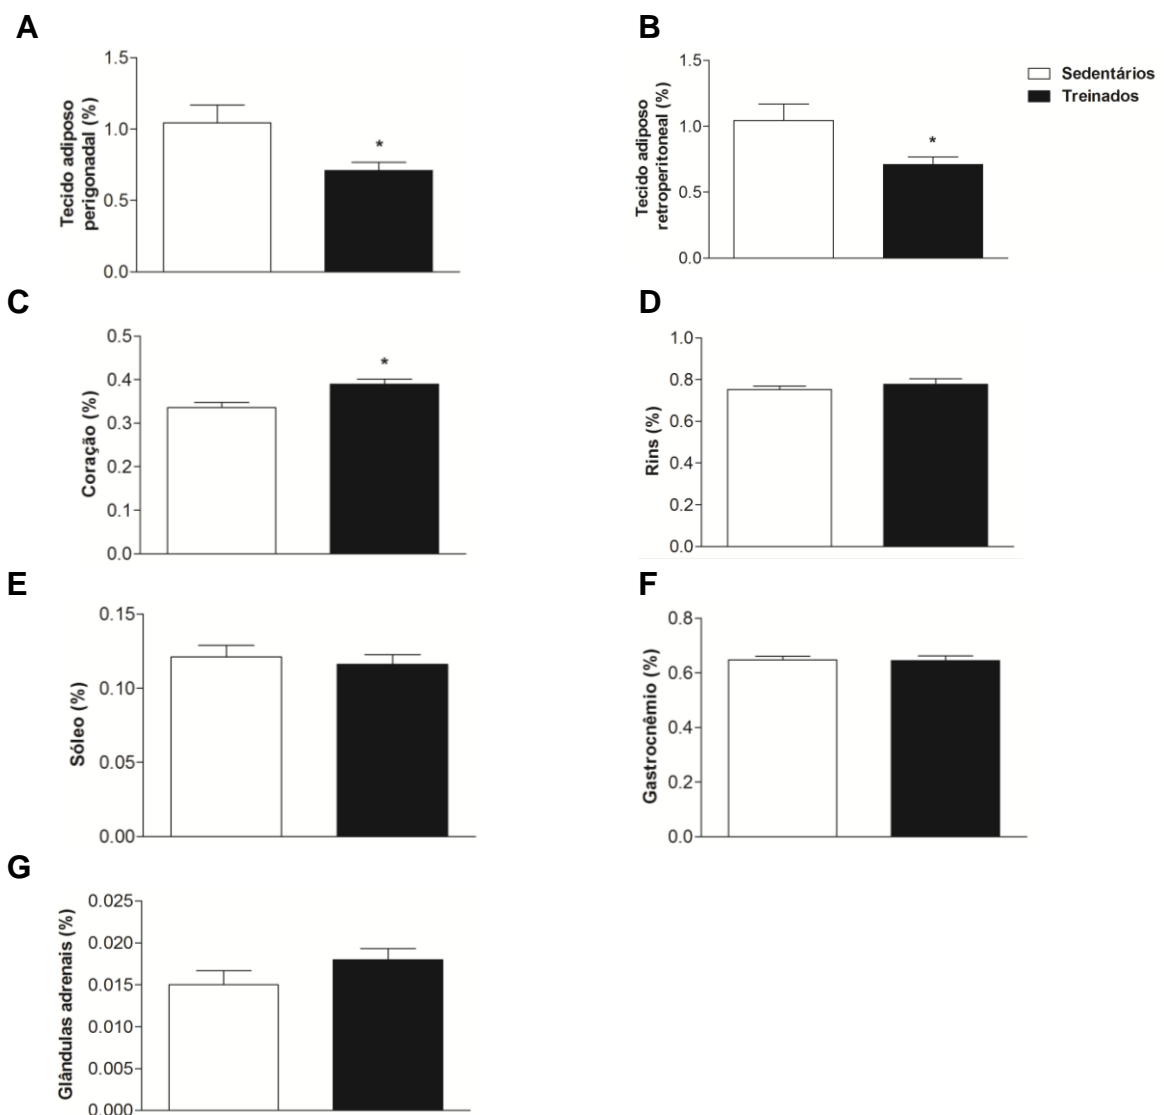 A
Tecido adiposo
perigonadal (%)
1.5
1.0
0.5
0.0
*
B
Tecido adiposo
retroperitoneal (%)
1.5
1.0
0.5
0.0
*
Sedentários
Treinados
C
Coração (%)
0.5
0.4
0.3
0.2
0.1
0.0
*
D
Rins (%)
1.0
0.8
0.6
0.4
0.2
0.0
E
Sóleo (%)
0.15
0.10
0.05
0.00
F
Gastrocnêmio (%)
0.8
0.6
0.4
0.2
0.0
G
Glândulas adrenais (%)
0.025
0.020
0.015
0.010
0.005
0.000